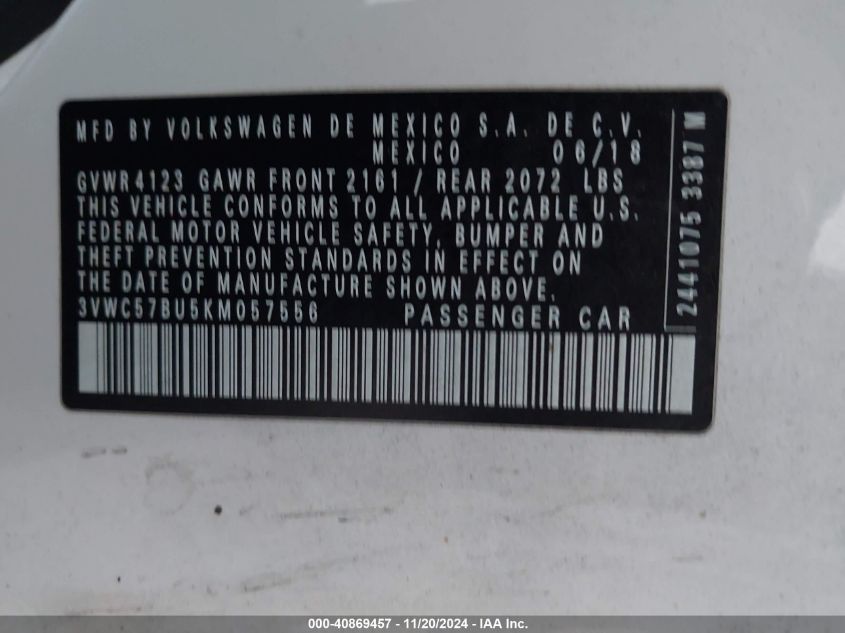 MFD BY VOLKSWAGEN DE MEXICO S.A. DE C.V.
MEXICO 06/18
GVWR 4123 GAWR FRONT 2161 / REAR 2072 LBS
THIS VEHICLE CONFORMS TO ALL APPLICABLE U.S.
FEDERAL MOTOR VEHICLE SAFETY, BUMPER AND
THEFT PREVENTION STANDARDS IN EFFECT ON
THE DATE OF MANUFACTURE SHOWN ABOVE.
3VWC57BU5KM057556 PASSENGER CAR
2441075 3387 M
000-40869457 - 11/20/2024 - IAA Inc.